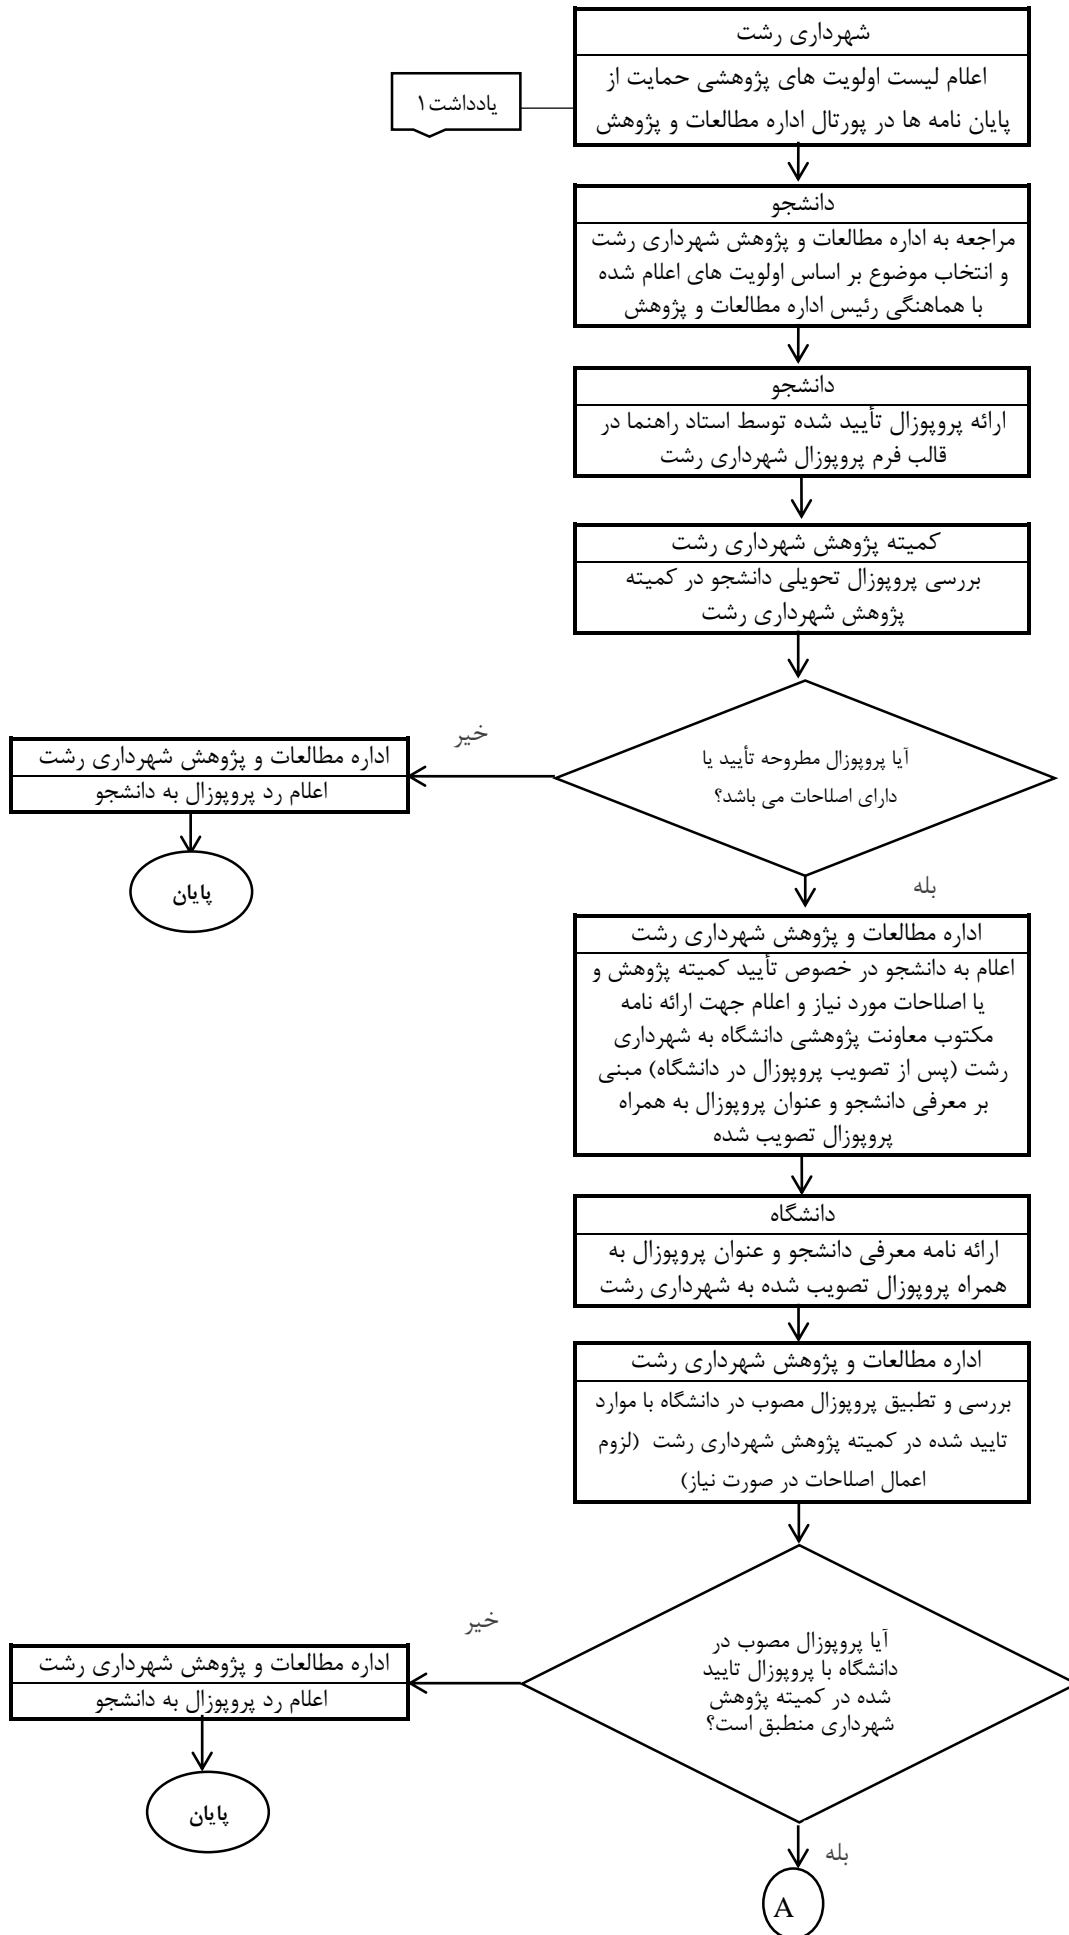 شهرداری رشت
اعلام لیست اولویت های پژوهشی حمایت از
پایان نامه ها در پورتال اداره مطالعات و پژوهش
یادداشت۱
دانشجو
مراجعه به اداره مطالعات و پژوهش شهرداری رشت
و انتخاب موضوع بر اساس اولویت های اعلام شده
با هماهنگی رئیس اداره مطالعات و پژوهش
دانشجو
ارائه پروپوزال تأیید شده توسط استاد راهنما در
قالب فرم پروپوزال شهرداری رشت
کمیته پژوهش شهرداری رشت
بررسی پروپوزال تحویلی دانشجو در کمیته
پژوهش شهرداری رشت
آیا پروپوزال مطروحه تأیید یا
دارای اصلاحات می باشد؟
خیر
اداره مطالعات و پژوهش شهرداری رشت
اعلام رد پروپوزال به دانشجو
پایان
بله
اداره مطالعات و پژوهش شهرداری رشت
اعلام به دانشجو در خصوص تأیید کمیته پژوهش و
یا اصلاحات مورد نیاز و اعلام جهت ارائه نامه
مکتوب معاونت پژوهشی دانشگاه به شهرداری
رشت (پس از تصویب پروپوزال در دانشگاه) مبنی
بر معرفی دانشجو و عنوان پروپوزال به همراه
پروپوزال تصویب شده
دانشگاه
ارائه نامه معرفی دانشجو و عنوان پروپوزال به
همراه پروپوزال تصویب شده به شهرداری رشت
اداره مطالعات و پژوهش شهرداری رشت
بررسی و تطبیق پروپوزال مصوب در دانشگاه با موارد
تایید شده در کمیته پژوهش شهرداری رشت (لزوم
اعمال اصلاحات در صورت نیاز)
آیا پروپوزال مصوب در
دانشگاه با پروپوزال تایید
شده در کمیته پژوهش
شهرداری منطبق است؟
خیر
اداره مطالعات و پژوهش شهرداری رشت
اعلام رد پروپوزال به دانشجو
پایان
بله
A